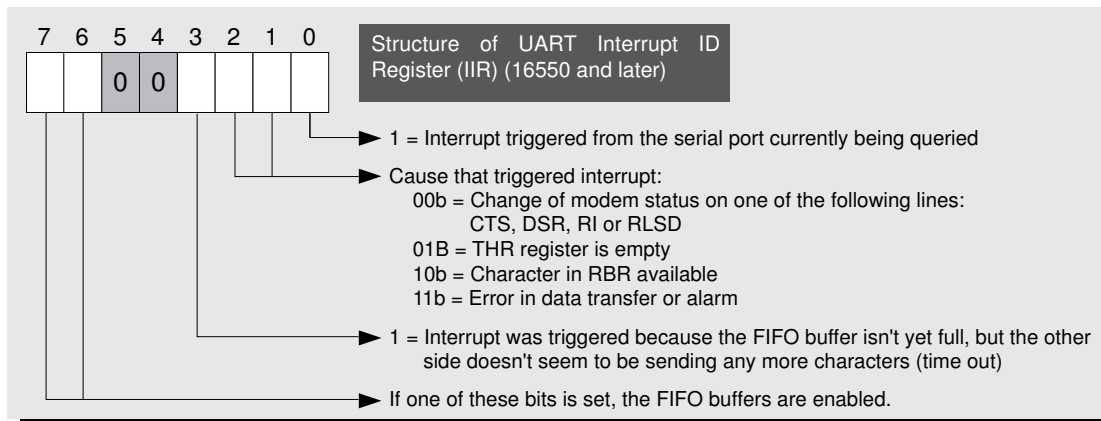 7 6 5 4 3 2 1 0
0 0
Structure of UART Interrupt ID
Register (IIR) (16550 and later)
1 = Interrupt triggered from the serial port currently being queried
Cause that triggered interrupt:
00b = Change of modem status on one of the following lines:
CTS, DSR, RI or RLSD
01B = THR register is empty
10b = Character in RBR available
11b = Error in data transfer or alarm
1 = Interrupt was triggered because the FIFO buffer isn't yet full, but the other
side doesn't seem to be sending any more characters (time out)
If one of these bits is set, the FIFO buffers are enabled.